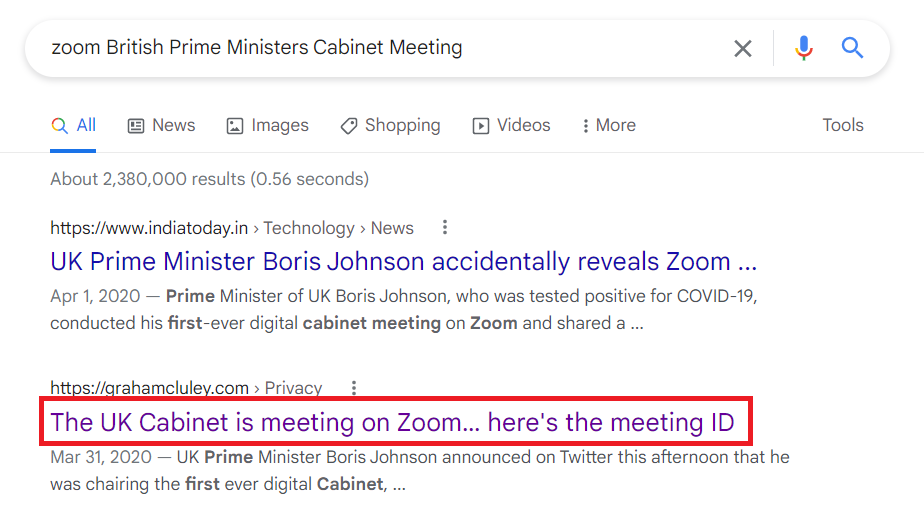 zoom British Prime Ministers Cabinet Meeting
All News Images Shopping Videos More Tools
About 2,380,000 results (0.56 seconds)
https://www.indiatoday.in › Technology › News
UK Prime Minister Boris Johnson accidentally reveals Zoom ...
Apr 1, 2020 — Prime Minister of UK Boris Johnson, who was tested positive for COVID-19,
conducted his first-ever digital cabinet meeting on Zoom and shared a ...
https://grahamcluley.com › Privacy
The UK Cabinet is meeting on Zoom... here's the meeting ID
Mar 31, 2020 — UK Prime Minister Boris Johnson announced on Twitter this afternoon that he
was chairing the first ever digital Cabinet, ...